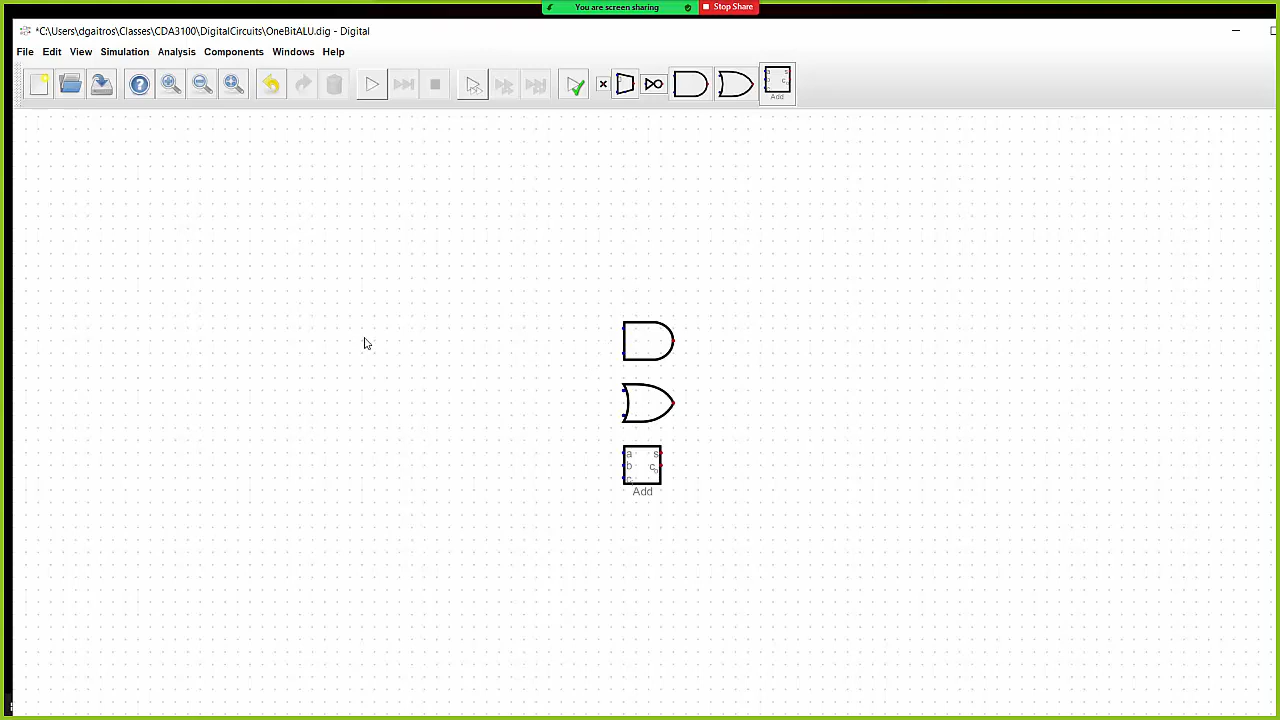 You are screen sharing
Stop Share
*C:\Users\dgaitros\Classes\CDA3100\DigitalCircuits\OneBitALU.dig - Digital
File Edit View Simulation Analysis Components Windows Help
Add
a s
b c
c
Add